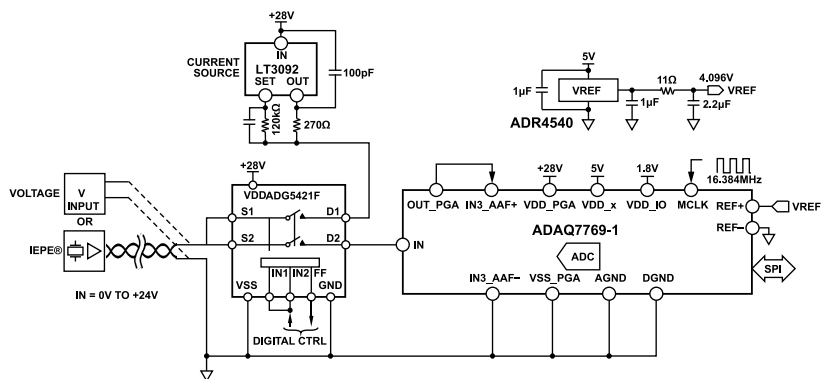 +28V
IN
CURRENT
SOURCE
LT3092
SET OUT
100pF
120kΩ
270Ω
5V
1µF
VREF
11Ω
4.096V
VREF
1µF
2.2µF
ADR4540
+28V
VDD ADG5421F
VOLTAGE
V
INPUT
OR
IEPE®
IN = 0V TO +24V
S1
D1
S2
D2
IN1 IN2 FF
VSS
GND
DIGITAL CTRL
+28V
5V
1.8V
16.384MHz
OUT_PGA
IN3_AAF+
VDD_PGA
VDD_x
VDD_IO
MCLK
REF+
VREF
REF−
ADAQ7769-1
IN
ADC
SPI
IN3_AAF−
VSS_PGA
AGND
DGND